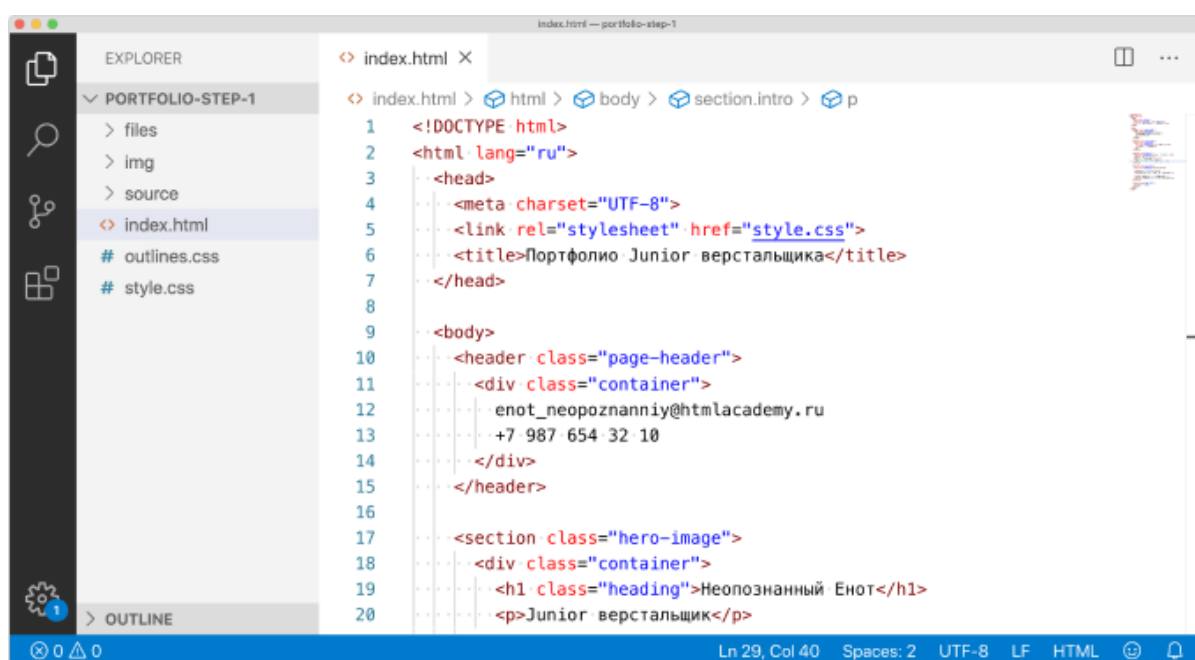 index.html — portfolio-step-1
EXPLORER
PORTFOLIO-STEP-1
files
img
source
index.html
outlines.css
style.css
OUTLINE
index.html
index.html > html > body > section.intro > p
1 <!DOCTYPE html>
2 <html lang="ru">
3 <head>
4 <meta charset="UTF-8">
5 <link rel="stylesheet" href="style.css">
6 <title>Портфолио Junior верстальщика</title>
7 </head>
8
9 <body>
10 <header class="page-header">
11 <div class="container">
12 enot_neopoznanniy@htmlacademy.ru
13 +7 987 654 32 10
14 </div>
15 </header>
16
17 <section class="hero-image">
18 <div class="container">
19 <h1 class="heading">Неопознанный Енот</h1>
20 <p>Junior верстальщик</p>
1
0 0 Ln 29, Col 40 Spaces: 2 UTF-8 LF HTML